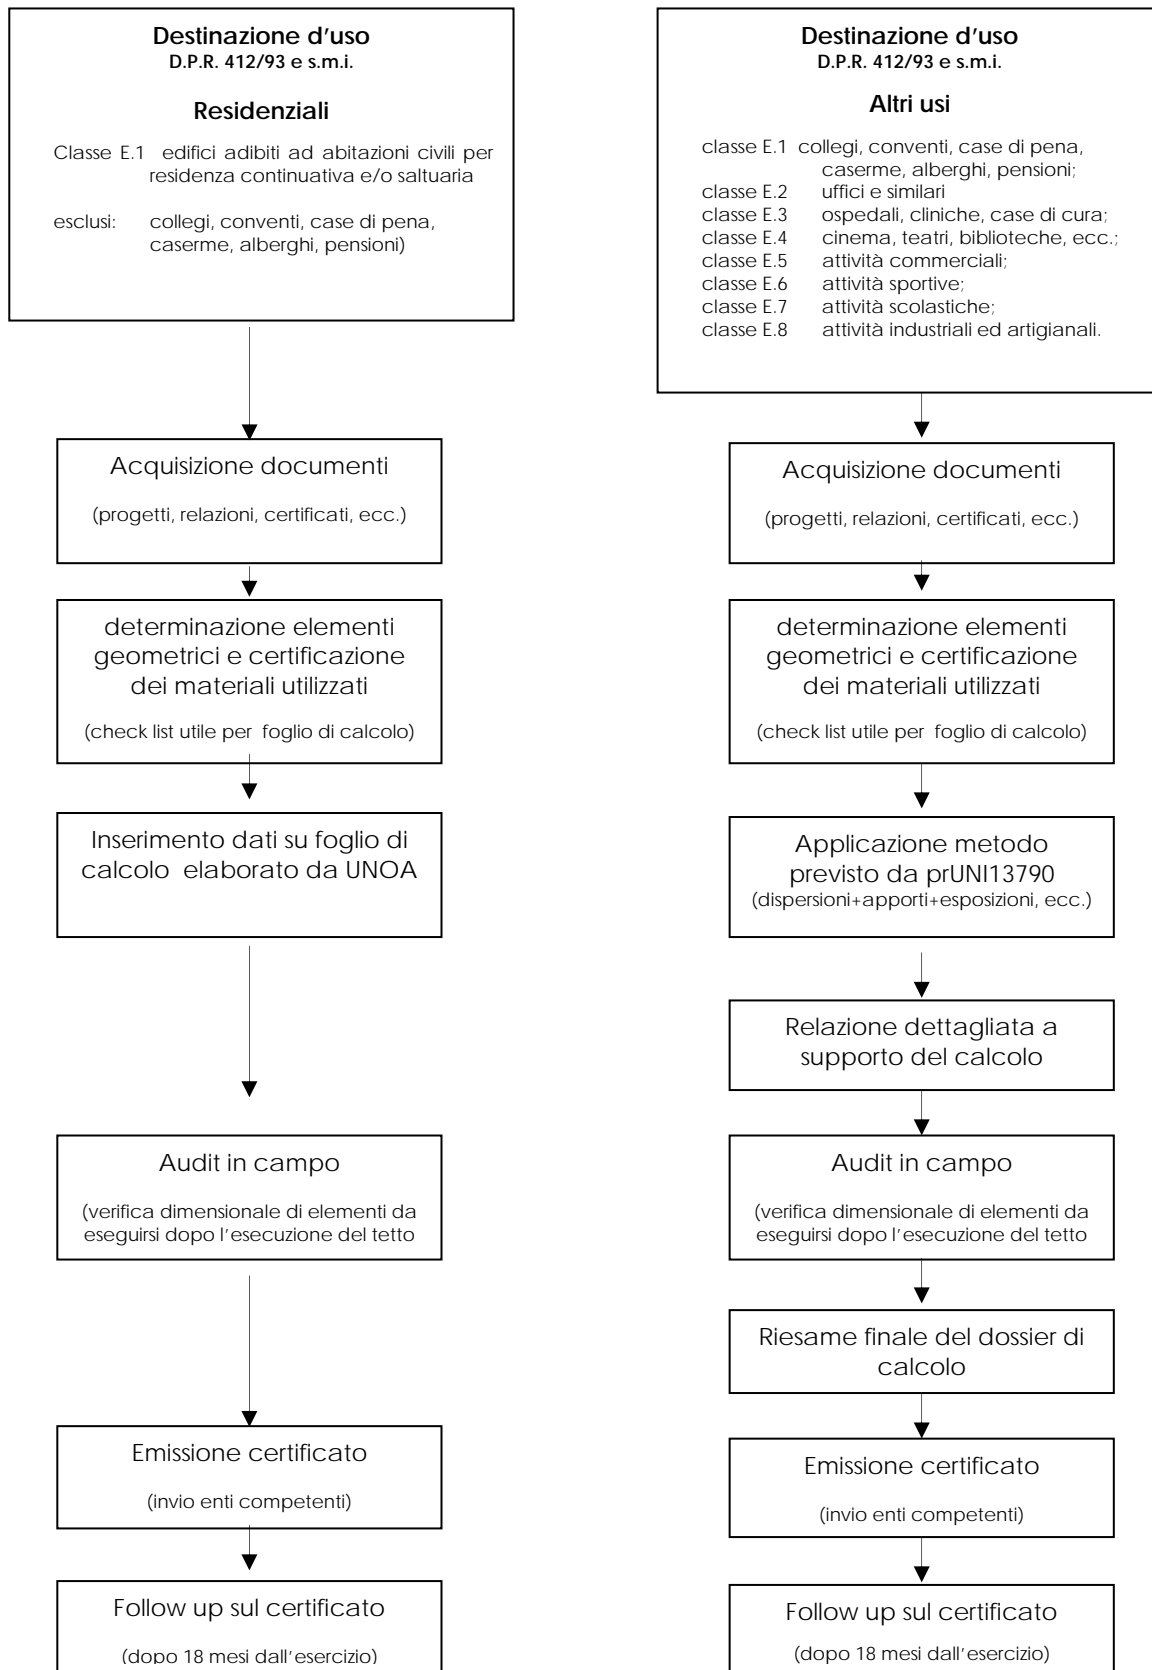 Destinazione d'uso
D.P.R. 412/93 e s.m.i.
Residenziali
Classe E.1 edifici adibiti ad abitazioni civili per
residenza continuativa e/o saltuaria
esclusi: collegi, conventi, case di pena,
caserme, alberghi, pensioni)
Acquisizione documenti
(progetti, relazioni, certificati, ecc.)
determinazione elementi
geometrici e certificazione
dei materiali utilizzati
(check list utile per foglio di calcolo)
Inserimento dati su foglio di
calcolo elaborato da UNOA
Audit in campo
(verifica dimensionale di elementi da
eseguirsi dopo l'esecuzione del tetto
Emissione certificato
(invio enti competenti)
Follow up sul certificato
(dopo 18 mesi dall'esercizio)
Destinazione d'uso
D.P.R. 412/93 e s.m.i.
Altri usi
classe E.1 collegi, conventi, case di pena,
caserme, alberghi, pensioni;
classe E.2 uffici e similari
classe E.3 ospedali, cliniche, case di cura;
classe E.4 cinema, teatri, biblioteche, ecc.;
classe E.5 attività commerciali;
classe E.6 attività sportive;
classe E.7 attività scolastiche;
classe E.8 attività industriali ed artigianali.
Acquisizione documenti
(progetti, relazioni, certificati, ecc.)
determinazione elementi
geometrici e certificazione
dei materiali utilizzati
(check list utile per foglio di calcolo)
Applicazione metodo
previsto da prUNI13790
(dispersioni+apporti+esposizioni, ecc.)
Relazione dettagliata a
supporto del calcolo
Audit in campo
(verifica dimensionale di elementi da
eseguirsi dopo l'esecuzione del tetto
Riesame finale del dossier di
calcolo
Emissione certificato
(invio enti competenti)
Follow up sul certificato
(dopo 18 mesi dall'esercizio)